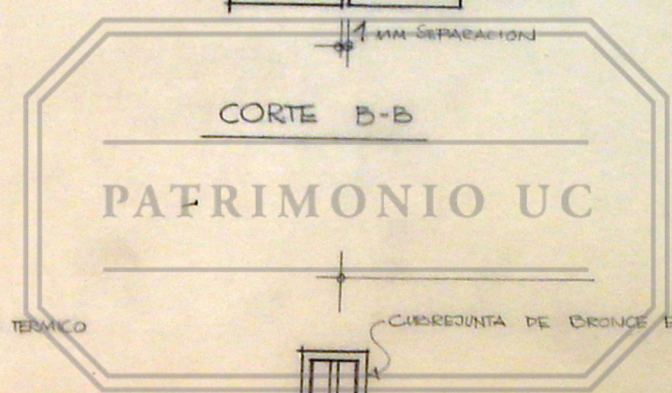 1 MM SEPARACION
CORTE B-B
PATRIMONIO UC
TERMICO
CUBREJUNTA DE BRONCE E